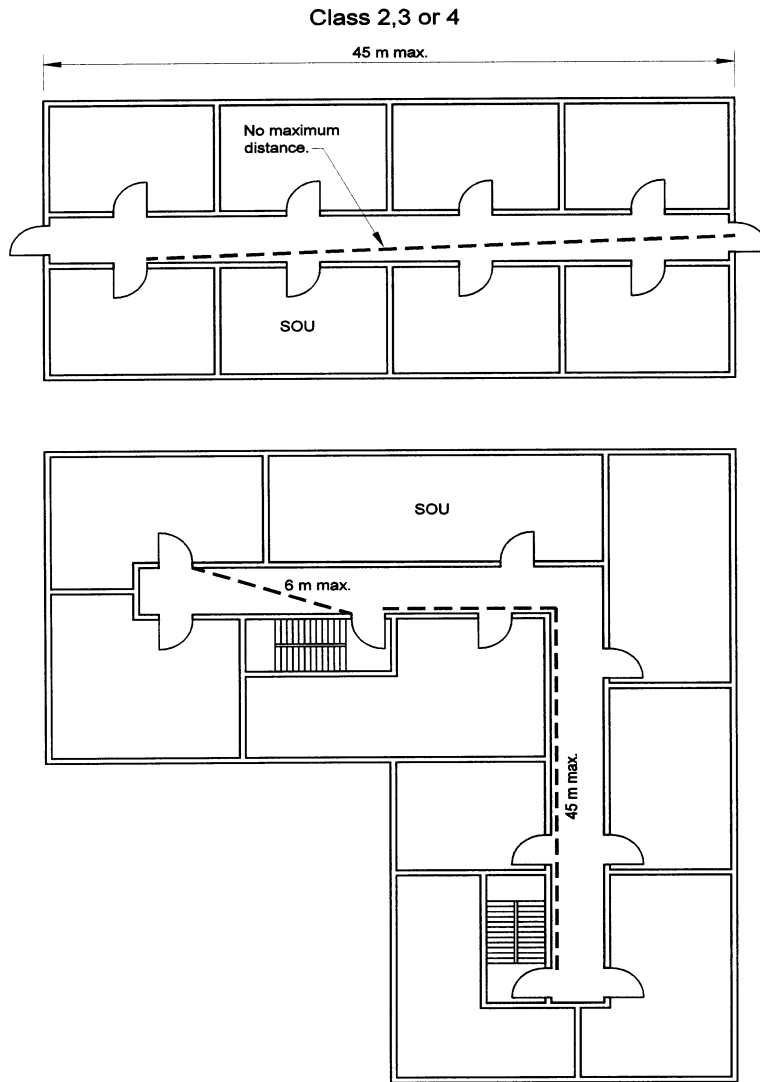 Class 2,3 or 4
45 m max.
No maximum
distance.
SOU
SOU
6 m max.
45 m max.